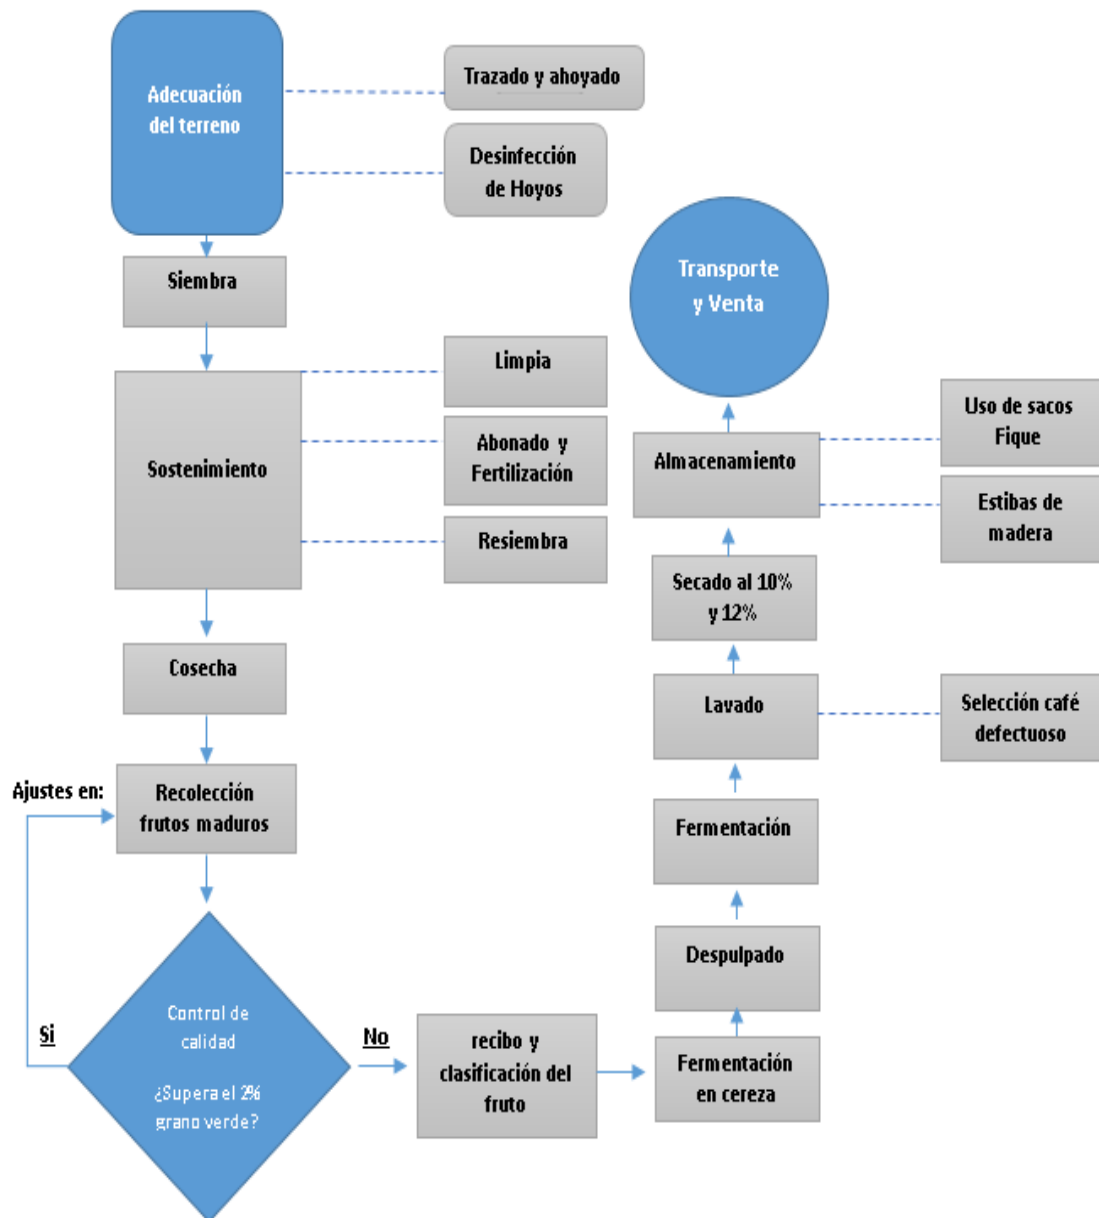 Adecuación
del terreno
Trazado y ahoyado
Desinfección
de Hoyos
Siembra
Sostenimiento
Limpia
Abonado y
Fertilización
Resiembra
Cosecha
Ajustes en:
Recolección
frutos maduros
Control de
calidad
¿Supera el 2%
grano verde?
Si
No
recibo y
clasificación del
fruto
Fermentación
en cereza
Despulpado
Fermentación
Lavado
Selección café
defectuoso
Secado al 10%
y 12%
Almacenamiento
Uso de sacos
Fique
Estibas de
madera
Transporte
y Venta